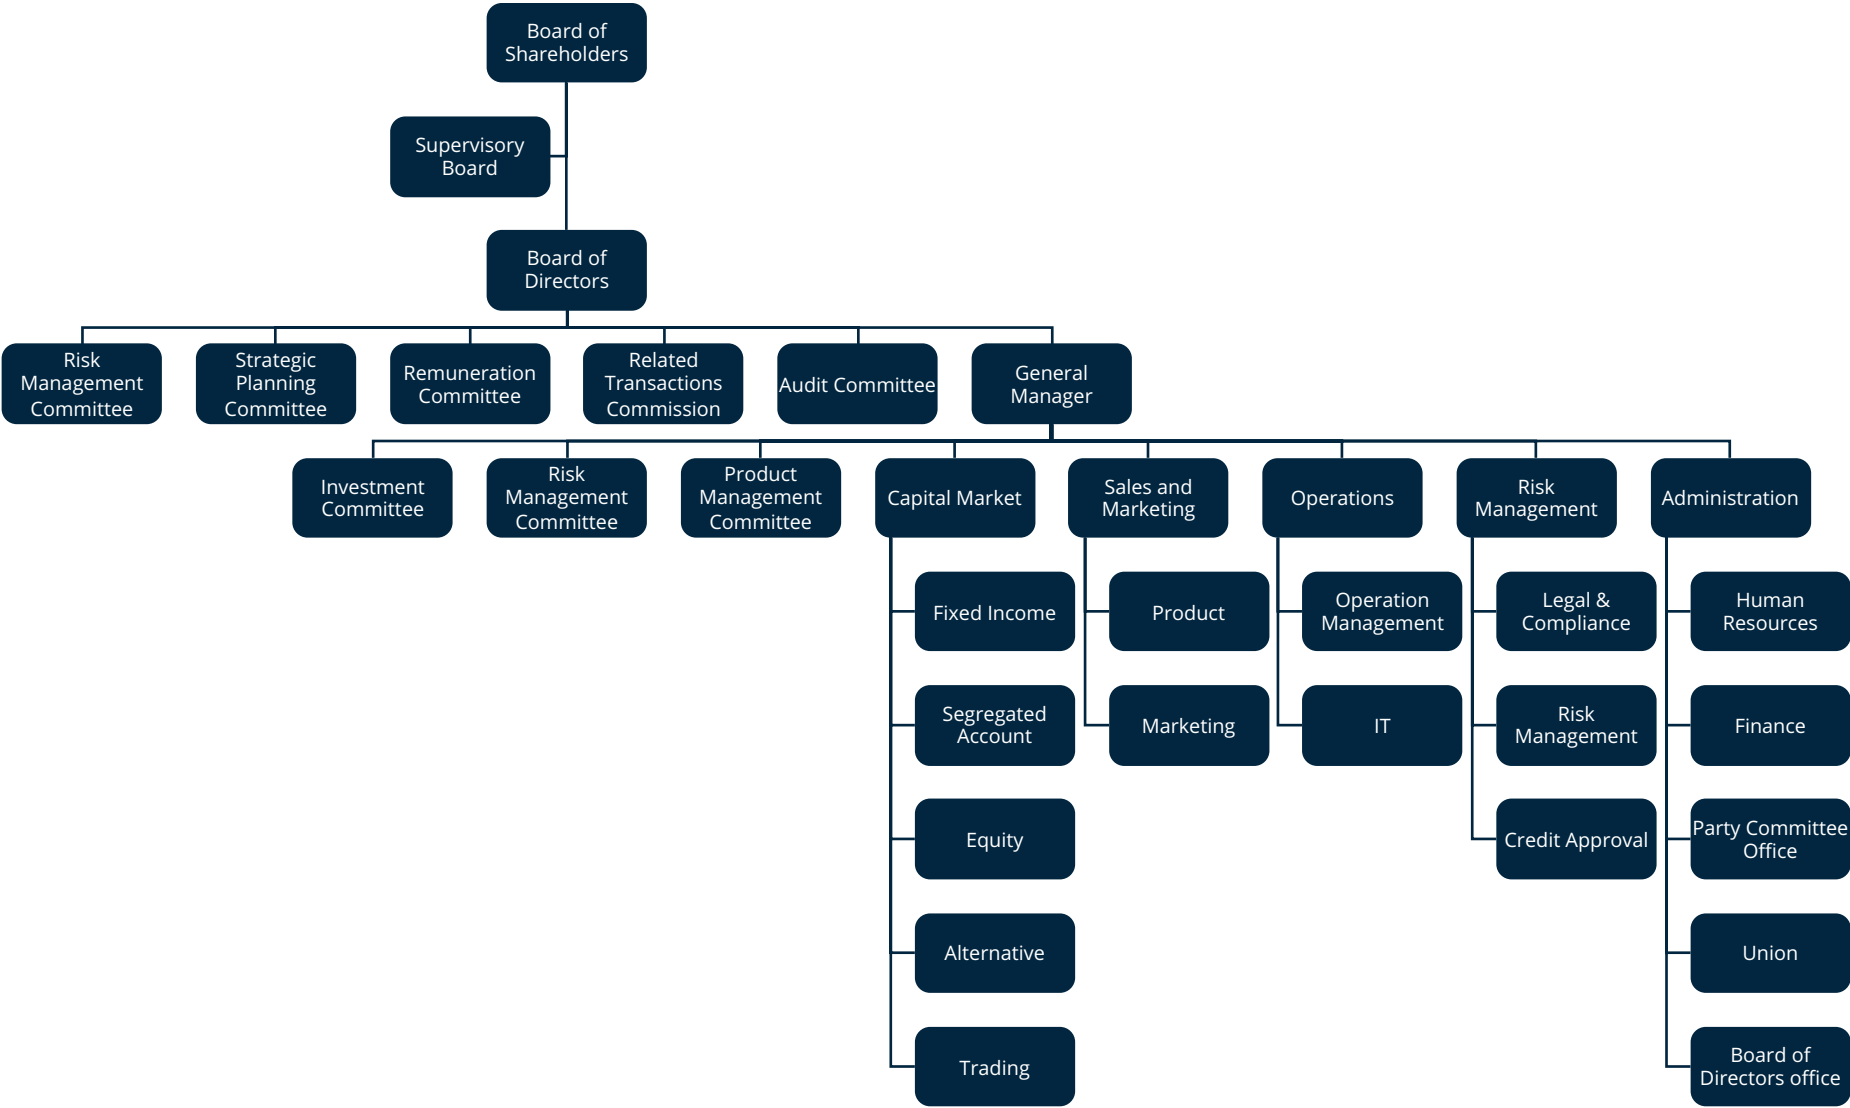 Board of
Shareholders
Supervisory
Board
Board of
Directors
Risk
Management
Committee
Strategic
Planning
Committee
Remuneration
Committee
Related
Transactions
Commission
Audit Committee
General
Manager
Investment
Committee
Risk
Management
Committee
Product
Management
Committee
Capital Market
Sales and
Marketing
Operations
Risk
Management
Administration
Fixed Income
Product
Operation
Management
Legal &
Compliance
Human
Resources
Segregated
Account
Marketing
IT
Risk
Management
Finance
Equity
Credit Approval
Party Committee
Office
Alternative
Union
Trading
Board of
Directors office